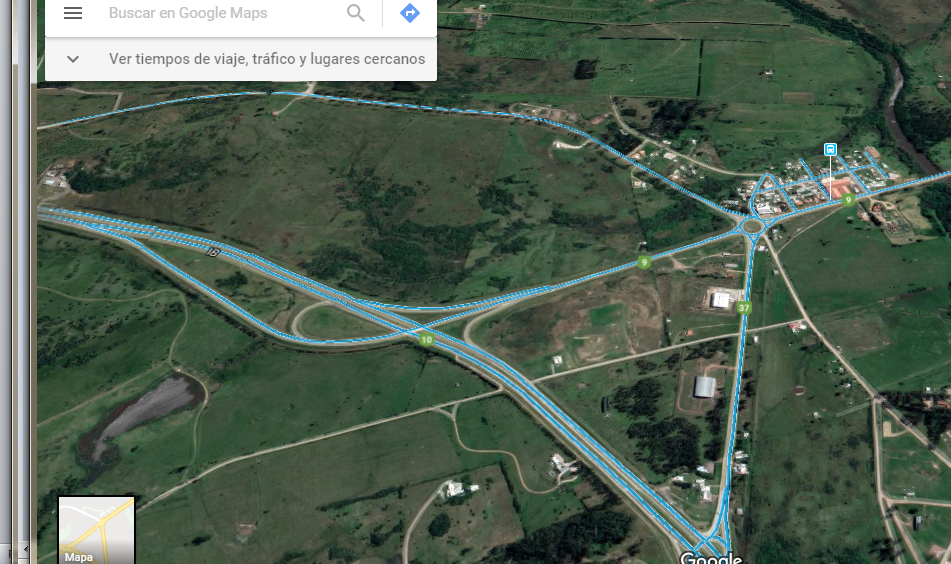 Buscar en Google Maps
Ver tiempos de viaje, tráfico y lugares cercanos
9
9
37
10
Mapa
Google